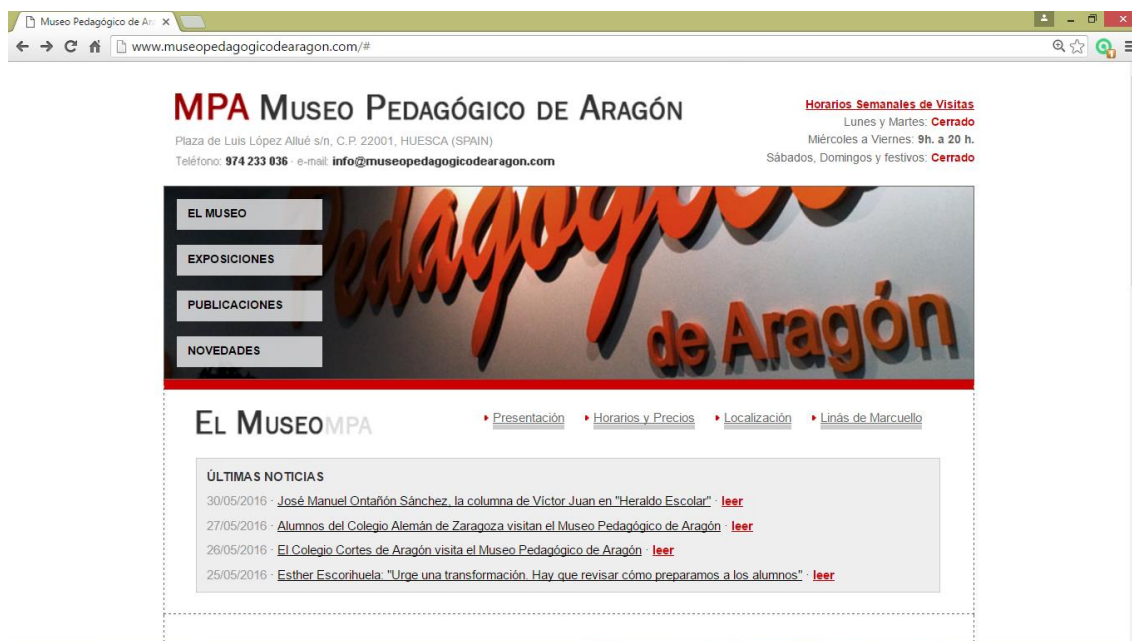 Museo Pedagógico de Ar
www.museopedagogicodearagon.com/#
MPA MUSEO PEDAGÓGICO DE ARAGÓN
Plaza de Luis López Allué s/n, C.P. 22001, HUESCA (SPAIN)
Teléfono: 974 233 036 · e-mail: info@museopedagogicodearagon.com
Horarios Semanales de Visitas
Lunes y Martes: Cerrado
Miércoles a Viernes: 9h. a 20 h.
Sábados, Domingos y festivos: Cerrado
EL MUSEO
EXPOSICIONES
PUBLICACIONES
NOVEDADES
Pedagógico
de Aragón
EL MUSEOMPA
Presentación
Horarios y Precios
Localización
Linás de Marcuello
ÚLTIMAS NOTICIAS
30/05/2016 · José Manuel Ontañón Sánchez, la columna de Víctor Juan en "Heraldo Escolar" · leer
27/05/2016 · Alumnos del Colegio Alemán de Zaragoza visitan el Museo Pedagógico de Aragón · leer
26/05/2016 · El Colegio Cortes de Aragón visita el Museo Pedagógico de Aragón · leer
25/05/2016 · Esther Escorihuela: "Urge una transformación. Hay que revisar cómo preparamos a los alumnos" · leer